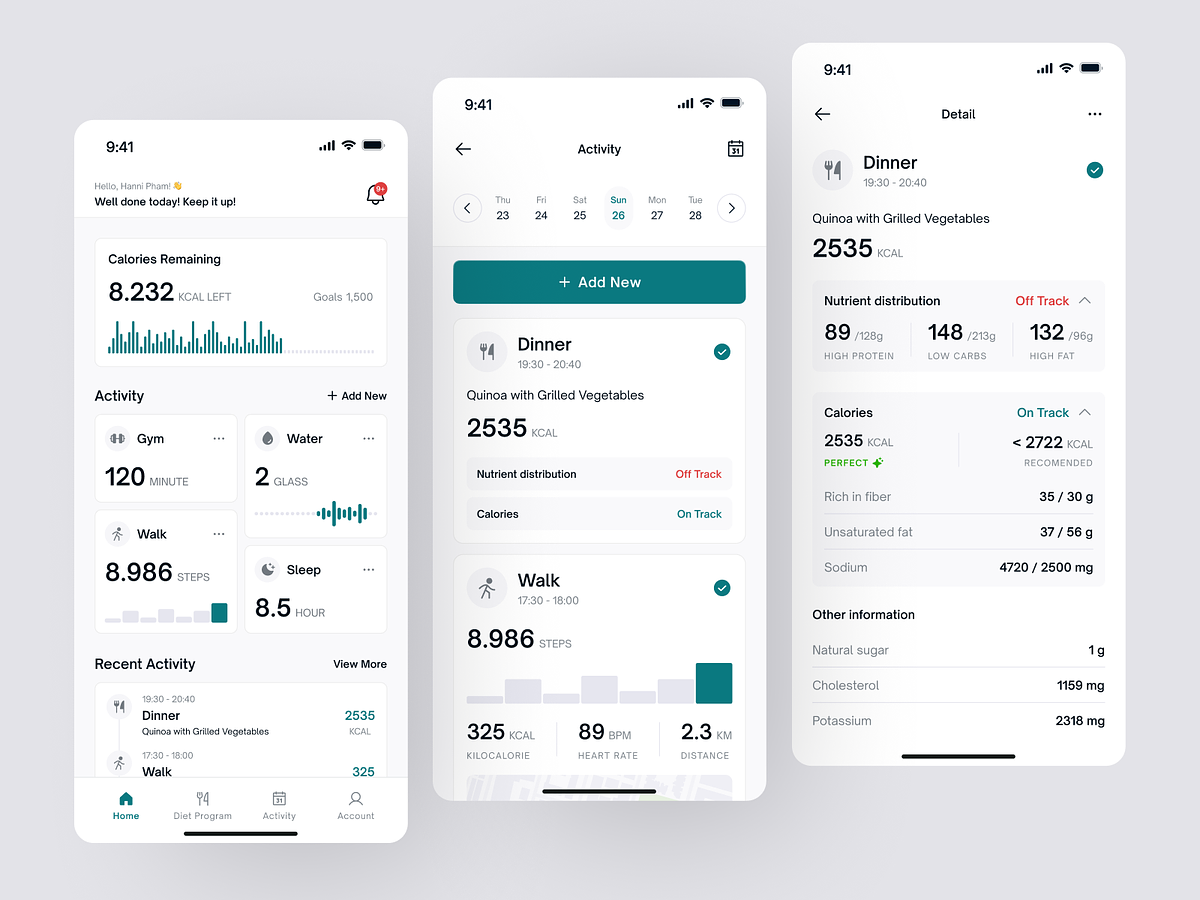 9:41
Hello, Hanni Pham! 👋
Well done today! Keep it up!
9+
Calories Remaining
8.232 KCAL LEFT
Goals 1,500
Activity
+ Add New
Gym
120 MINUTE
Water
2 GLASS
Walk
8.986 STEPS
Sleep
8.5 HOUR
Recent Activity
View More
19:30 - 20:40
Dinner
2535
Quinoa with Grilled Vegetables
KCAL
17:30 - 18:00
Walk
325
Home
Diet Program
31
Activity
Account
9:41
Activity
31
Thu
23
Fri
24
Sat
25
Sun
26
Mon
27
Tue
28
+ Add New
Dinner
19:30 - 20:40
Quinoa with Grilled Vegetables
2535 KCAL
Nutrient distribution
Off Track
Calories
On Track
Walk
17:30 - 18:00
8.986 STEPS
325 KCAL
KILOCALORIE
89 BPM
HEART RATE
2.3 KM
DISTANCE
9:41
Detail
Dinner
19:30 - 20:40
Quinoa with Grilled Vegetables
2535 KCAL
Nutrient distribution
Off Track
89 /128g
HIGH PROTEIN
148 /213g
LOW CARBS
132 /96g
HIGH FAT
Calories
On Track
2535 KCAL
PERFECT
< 2722 KCAL
RECOMENDED
Rich in fiber
35 / 30 g
Unsaturated fat
37 / 56 g
Sodium
4720 / 2500 mg
Other information
Natural sugar
1 g
Cholesterol
1159 mg
Potassium
2318 mg